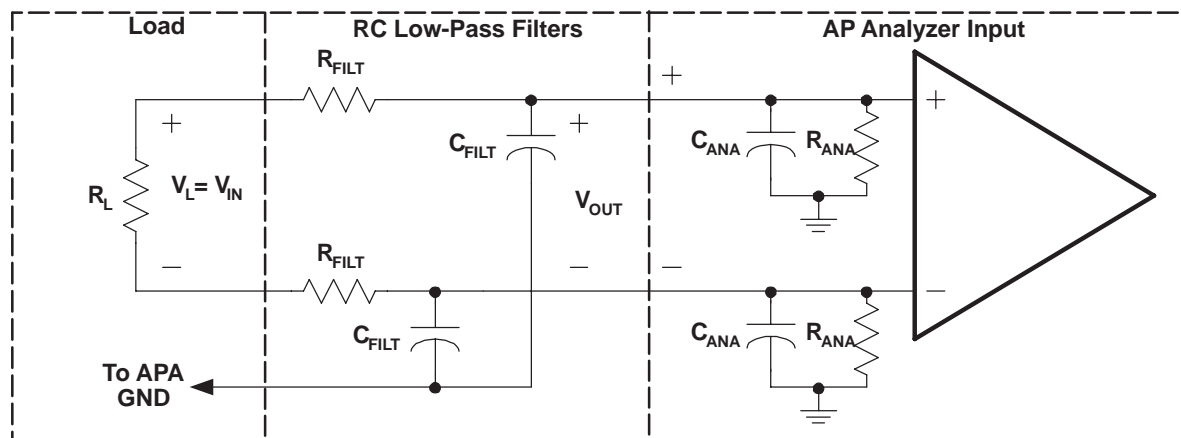 Load
RC Low-Pass Filters
AP Analyzer Input
R_FILT
+
+
+
+
C_FILT
C_ANA
R_ANA
R_L
V_L= V_IN
V_OUT
R_FILT
−
−
−
−
C_FILT
C_ANA
R_ANA
To APA
GND